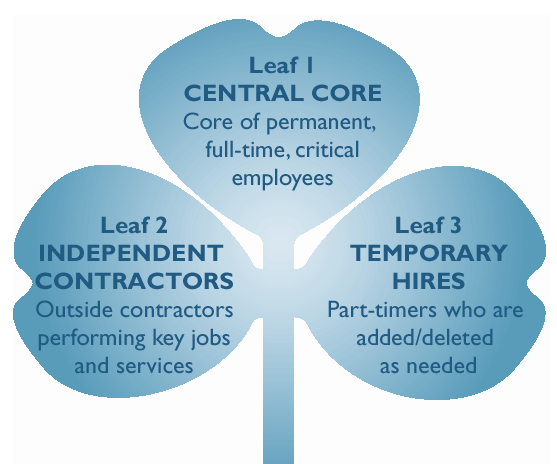 Leaf 1
CENTRAL CORE
Core of permanent,
full-time, critical
employees
Leaf 2
INDEPENDENT
CONTRACTORS
Outside contractors
performing key jobs
and services
Leaf 3
TEMPORARY
HIRES
Part-timers who are
added/deleted
as needed